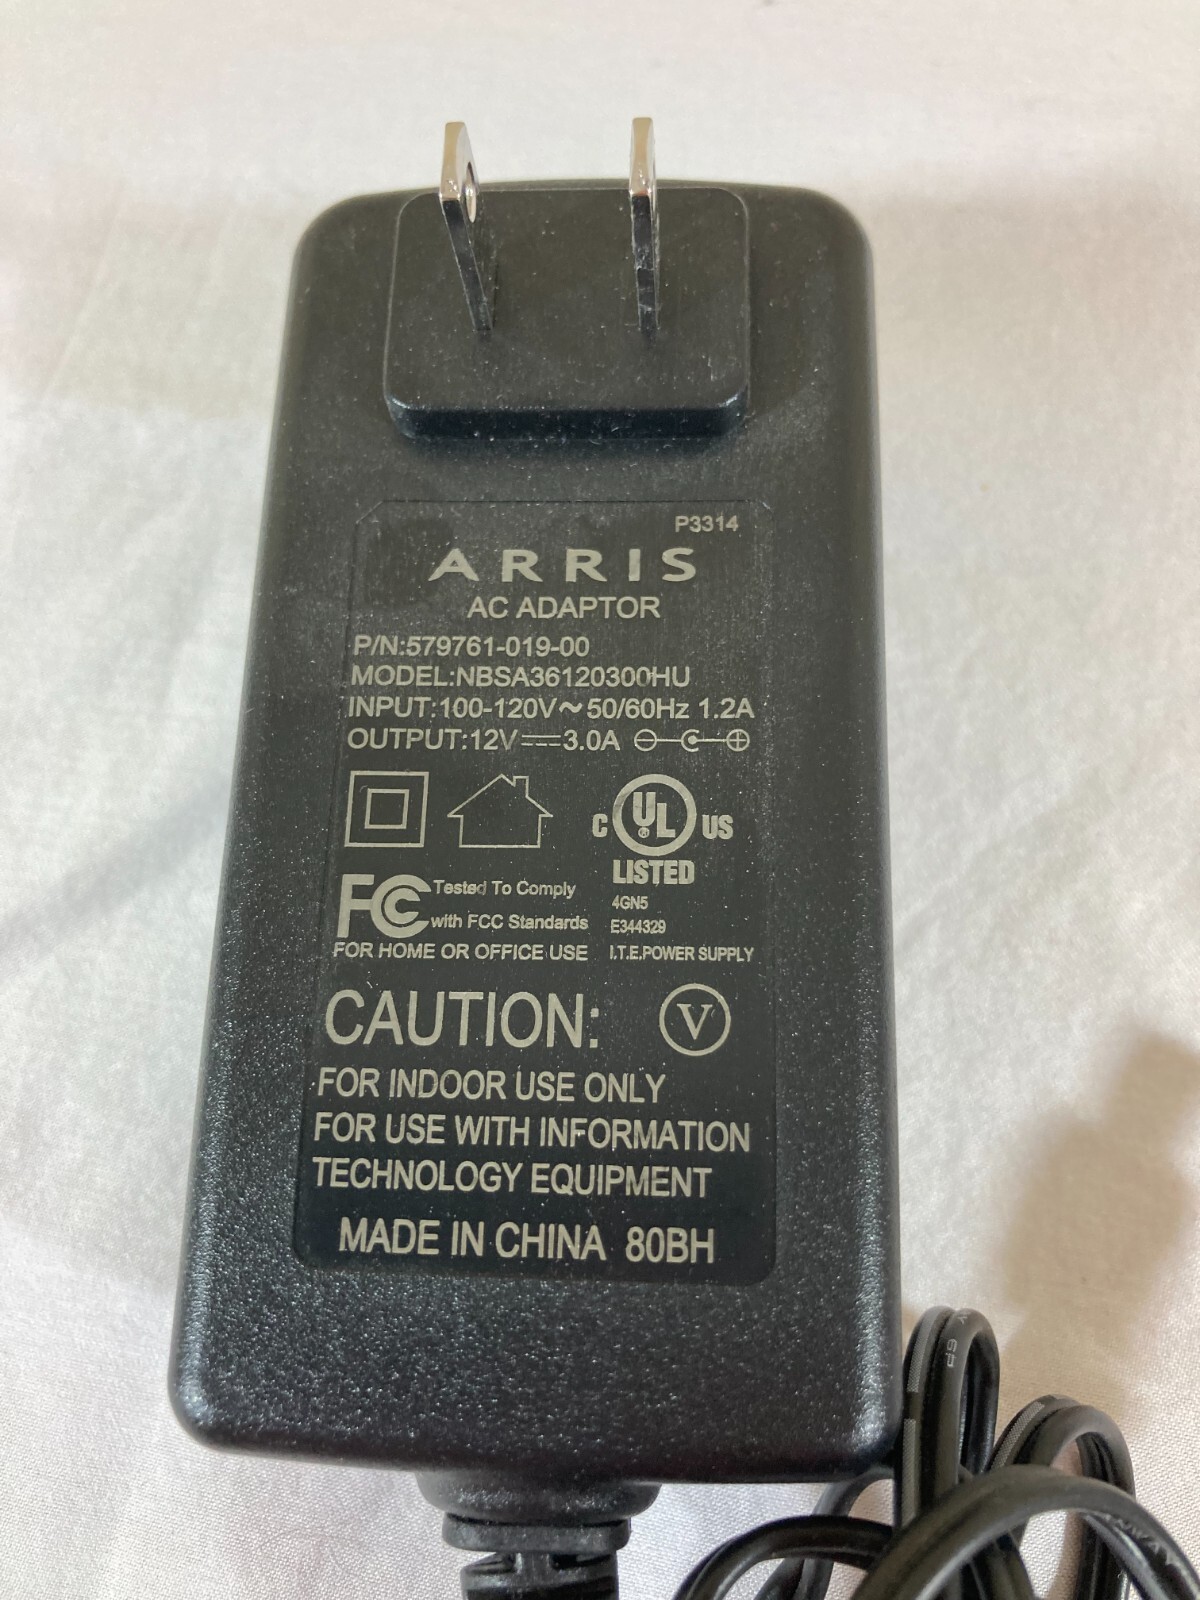 P3314
ARRIS
AC ADAPTOR
P/N:579761-019-00
MODEL:NBSA36120300HU
INPUT:100-120V~50/60Hz 1.2A
OUTPUT:12V⎓3.0A
C UL ® US
LISTED
FC Tested To Comply
with FCC Standards
4GN5
E344329
FOR HOME OR OFFICE USE
I.T.E.POWER SUPPLY
CAUTION: V
FOR INDOOR USE ONLY
FOR USE WITH INFORMATION
TECHNOLOGY EQUIPMENT
MADE IN CHINA 80BH